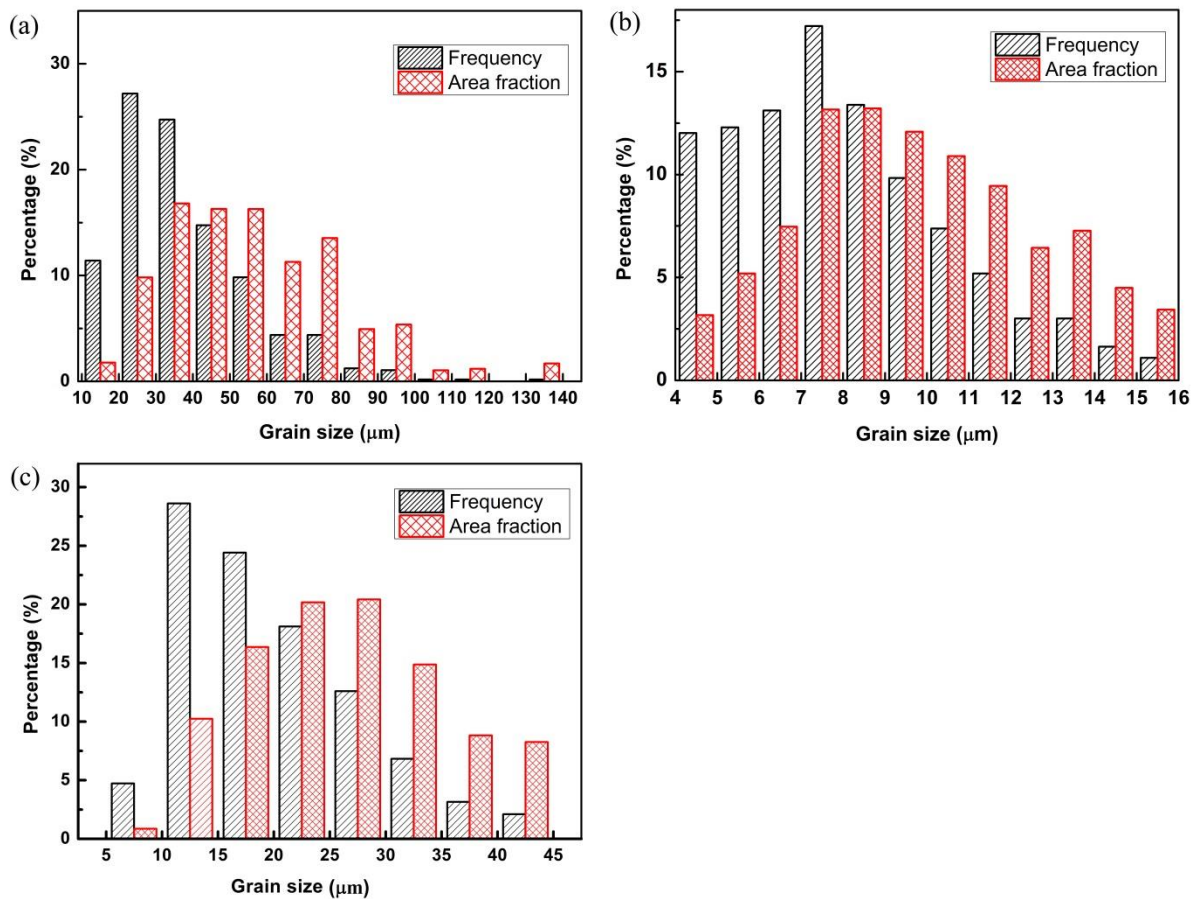 (a)
Frequency
Area fraction
30
20
10
0
Percentage (%)
10 20 30 40 50 60 70 80 90 100 110 120 130 140
Grain size (μm)
(b)
Frequency
Area fraction
15
10
5
0
Percentage (%)
4 5 6 7 8 9 10 11 12 13 14 15 16
Grain size (μm)
(c)
Frequency
Area fraction
30
25
20
15
10
5
0
Percentage (%)
5 10 15 20 25 30 35 40 45
Grain size (μm)